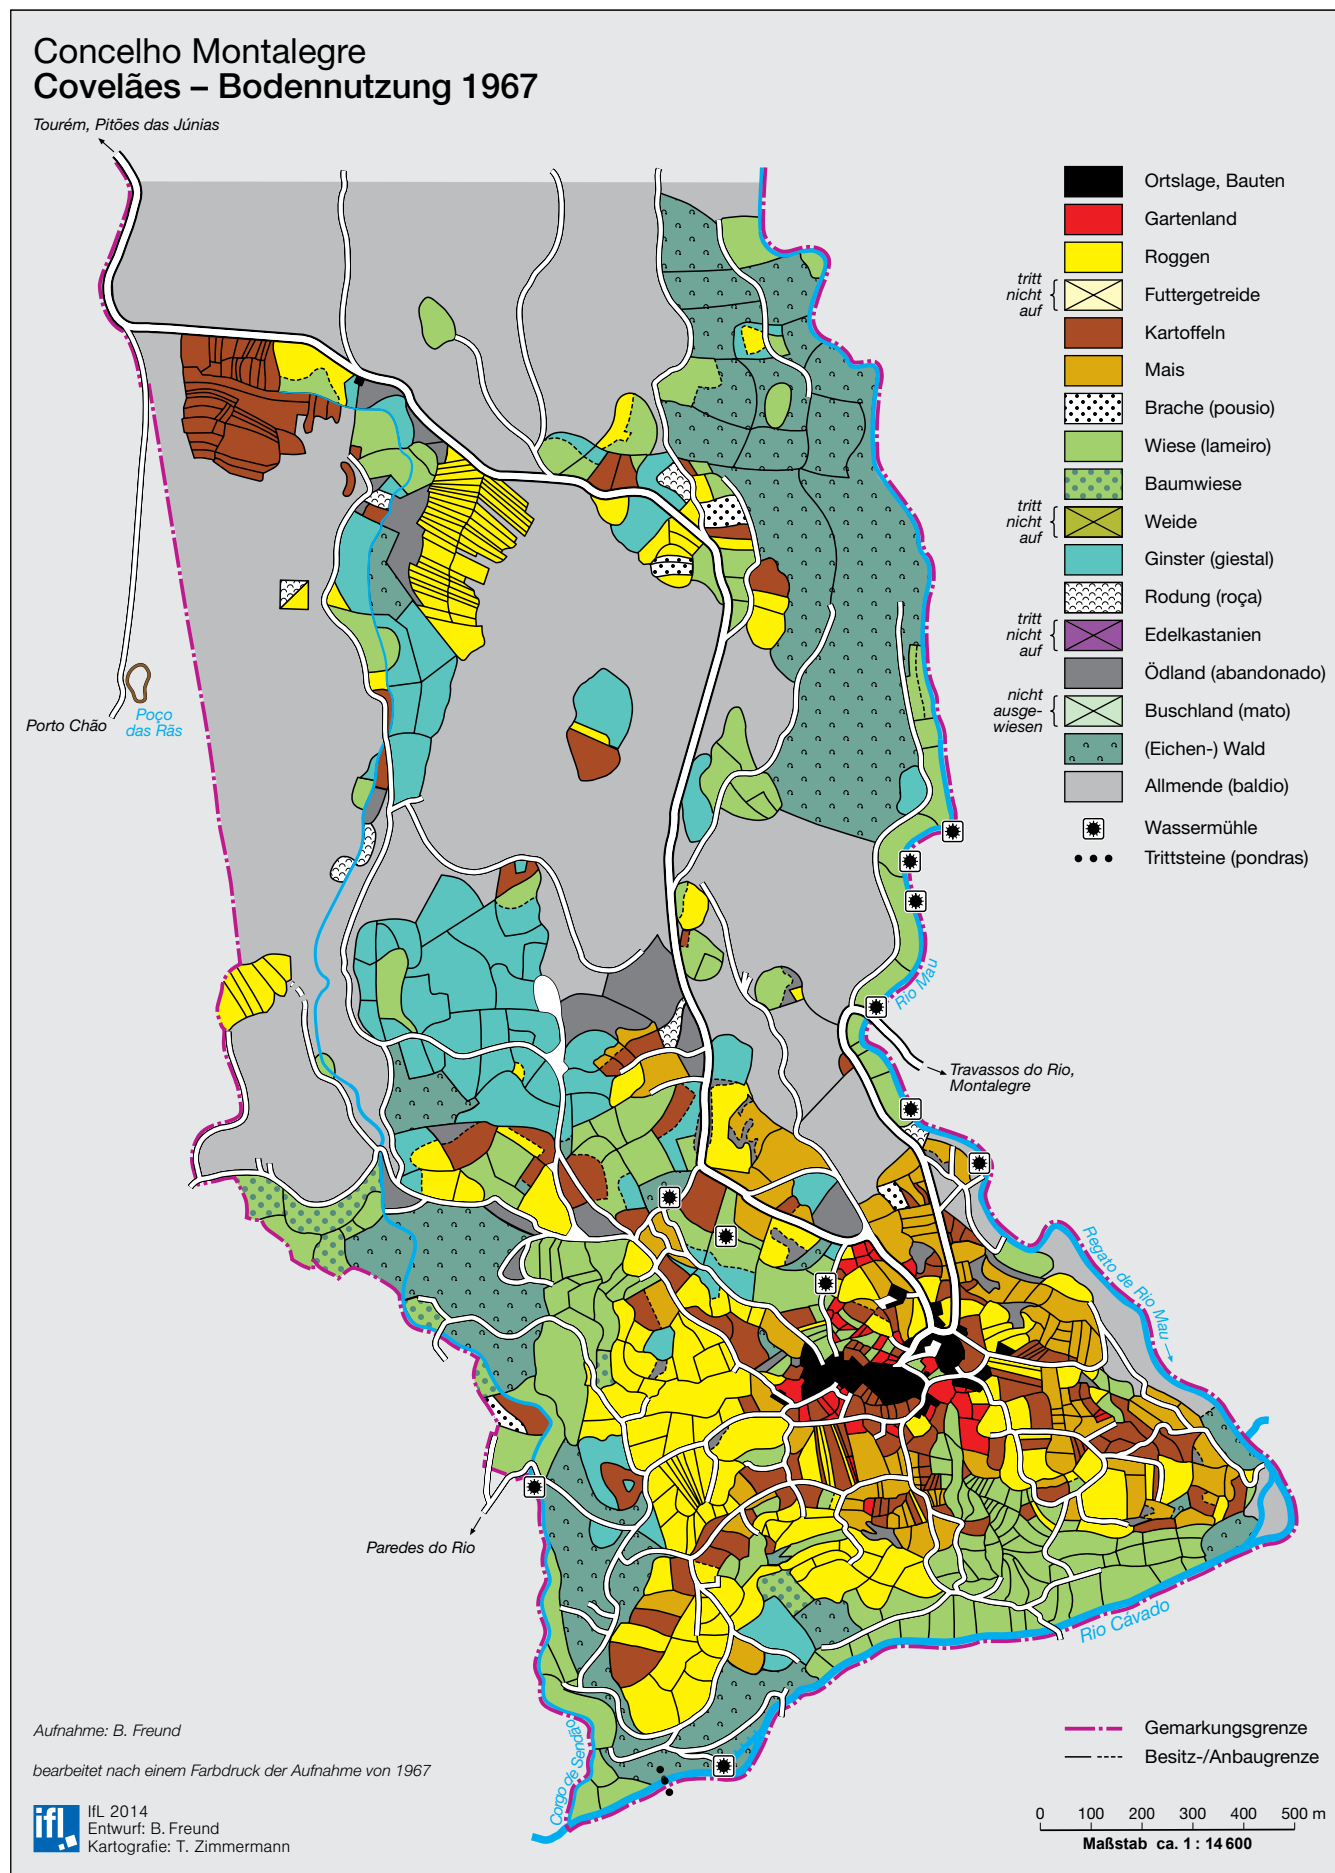 Concelho Montalegre
Covelães – Bodennutzung 1967
Tourém, Pitões das Júnias
Ortslage, Bauten
Gartenland
Roggen
tritt
nicht
auf
Futtergetreide
Kartoffeln
Mais
Brache (pousio)
Wiese (lameiro)
Baumwiese
tritt
nicht
auf
Weide
Ginster (giestal)
Rodung (roça)
tritt
nicht
auf
Edelkastanien
Ödland (abandonado)
nicht
ausge-
wiesen
Buschland (mato)
(Eichen-) Wald
Allmende (baldio)
Wassermühle
Trittsteine (pondras)
Porto Chão
Poço
das Rãs
Rio Mau
Travassos do Rio,
Montalegre
Regato de Rio Mau
Paredes do Rio
Rio Cávado
Corgo de Sendão
Aufnahme: B. Freund
bearbeitet nach einem Farbdruck der Aufnahme von 1967
ifl
IfL 2014
Entwurf: B. Freund
Kartografie: T. Zimmermann
Gemarkungsgrenze
Besitz-/Anbaugrenze
0 100 200 300 400 500 m
Maßstab ca. 1 : 14 600